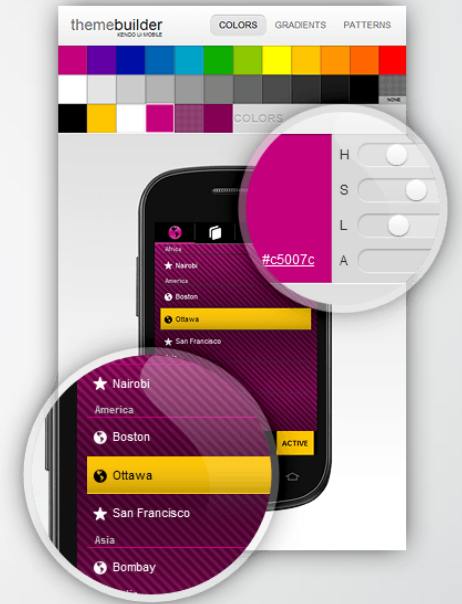 themebuilder
KENDO UI MOBILE
COLORS
GRADIENTS
PATTERNS
NONE
COLORS
H
S
L
A
#c5007c
Africa
Nairobi
America
Boston
Ottawa
San Francisco
ACTIVE
Nairobi
America
Boston
Ottawa
San Francisco
Asia
Bombay